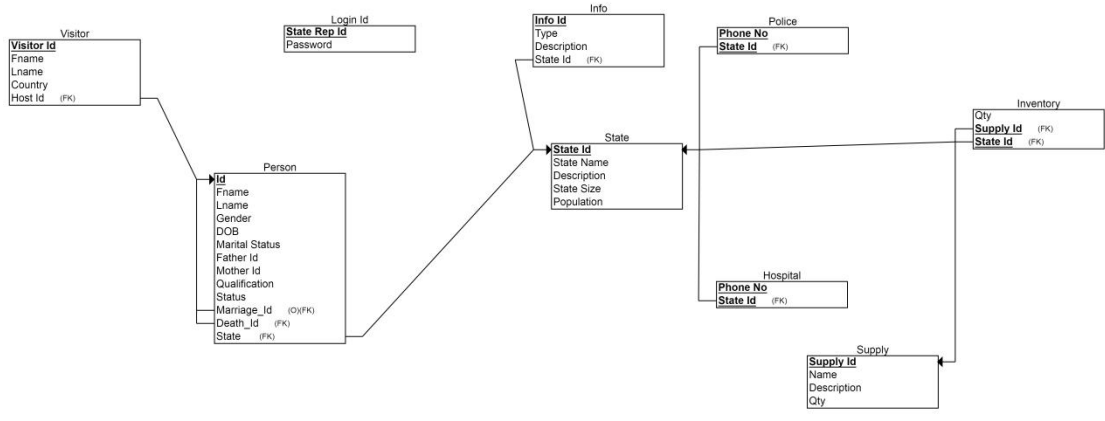 Visitor
Visitor Id
Fname
Lname
Country
Host Id (FK)
Login Id
State Rep Id
Password
Info
Info Id
Type
Description
State Id (FK)
Police
Phone No
State Id (FK)
Inventory
Qty
Supply Id (FK)
State Id (FK)
State
State Id
State Name
Description
State Size
Population
Person
Id
Fname
Lname
Gender
DOB
Marital Status
Father Id
Mother Id
Qualification
Status
Marriage_Id (O)(FK)
Death_Id (FK)
State (FK)
Hospital
Phone No
State Id (FK)
Supply
Supply Id
Name
Description
Qty